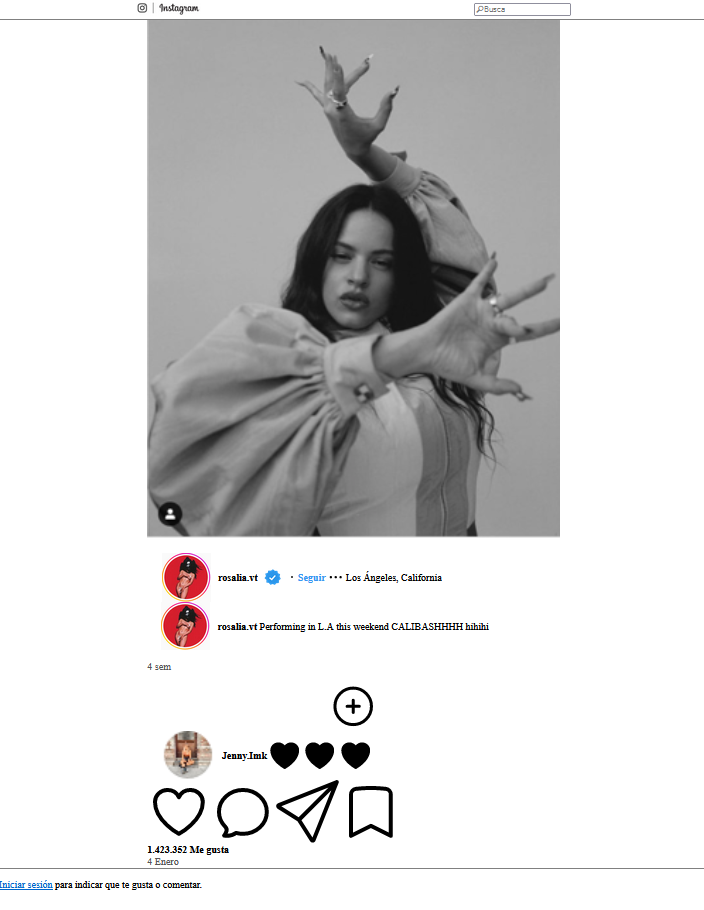 Instagram
Busca
rosalia.vt · Seguir ··· Los Ángeles, California
rosalia.vt Performing in L.A this weekend CALIBASHHHH hihihi
4 sem
Jenny.Imk
1.423.352 Me gusta
4 Enero
Iniciar sesión para indicar que te gusta o comentar.